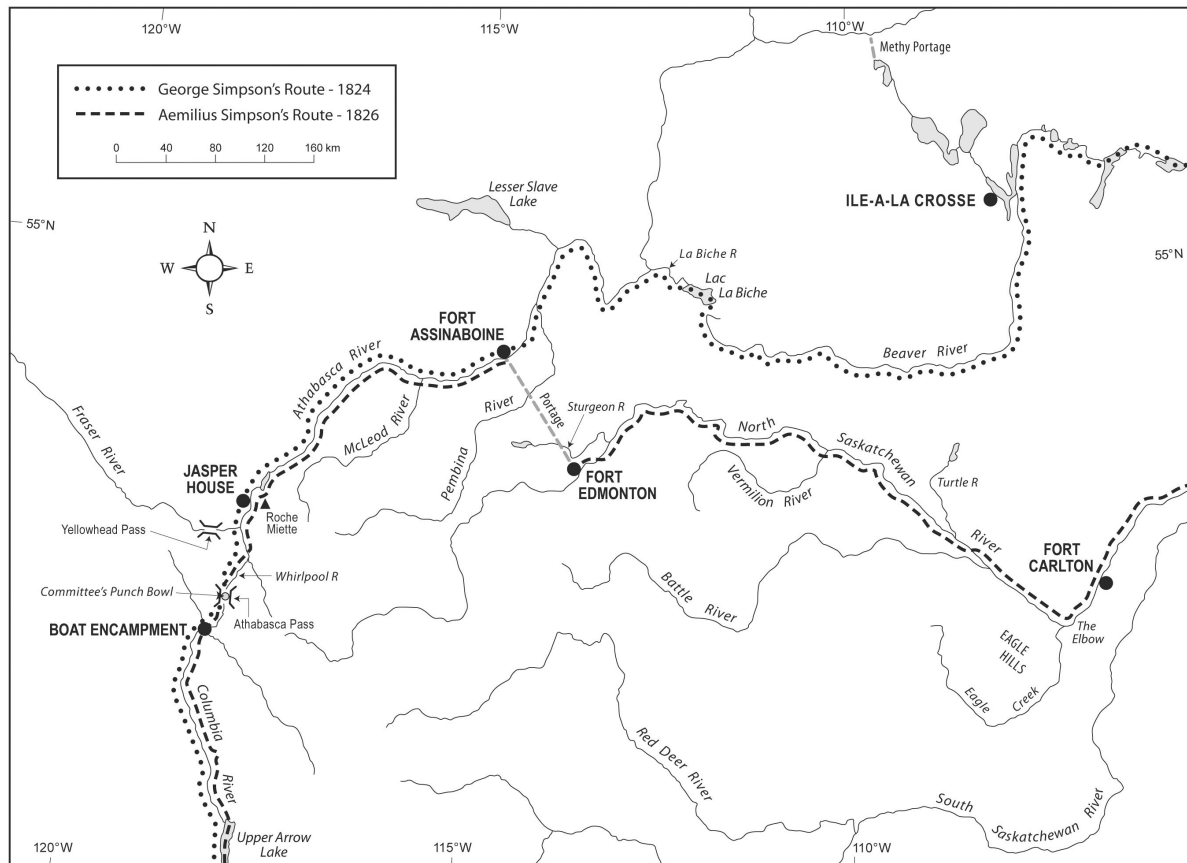 120°W
115°W
110°W
Methy Portage
George Simpson's Route - 1824
Aemilius Simpson's Route - 1826
0 40 80 120 160 km
Lesser Slave
Lake
ILE-A-LA CROSSE
55°N
55°N
N
W E
S
La Biche R
Lac
La Biche
FORT
ASSINABOINE
Athabasca River
Beaver River
McLeod River
Portage
River
Pembina
Sturgeon R
North
Saskatchewan
River
Fraser River
JASPER
HOUSE
FORT
EDMONTON
Vermilion River
Turtle R
Roche
Miette
Yellowhead Pass
FORT
CARLTON
Whirlpool R
Committee's Punch Bowl
Athabasca Pass
Battle
River
BOAT ENCAMPMENT
The
Elbow
EAGLE
HILLS
Eagle
Creek
Columbia
River
Red Deer River
South
Saskatchewan River
Upper Arrow
Lake
120°W
115°W
110°W